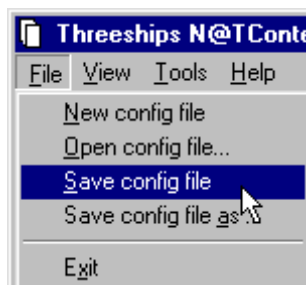 Threeships N@TConte
File View Tools Help
New config file
Open config file...
Save config file
Save config file as...
Exit